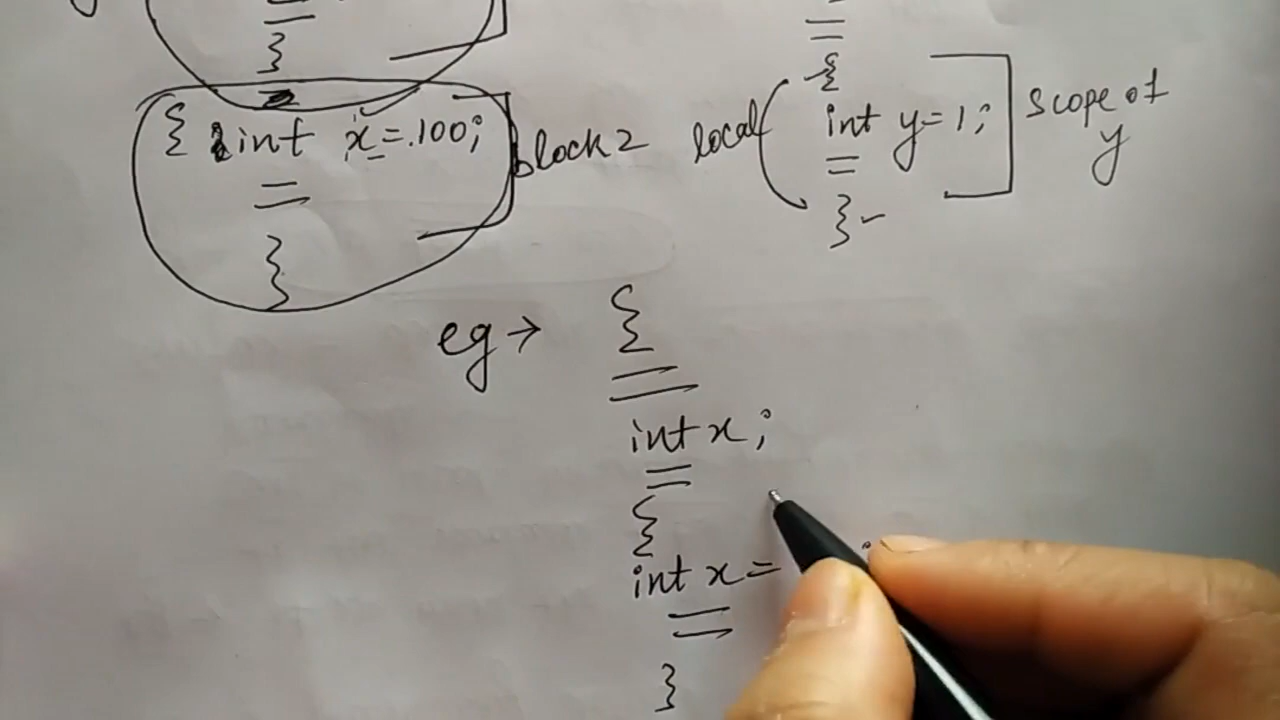 }
{ int x = 100;
}
block 2
{
int y = 1;
}
local
scope of
y
eg → {
int x;
{
int x =
}